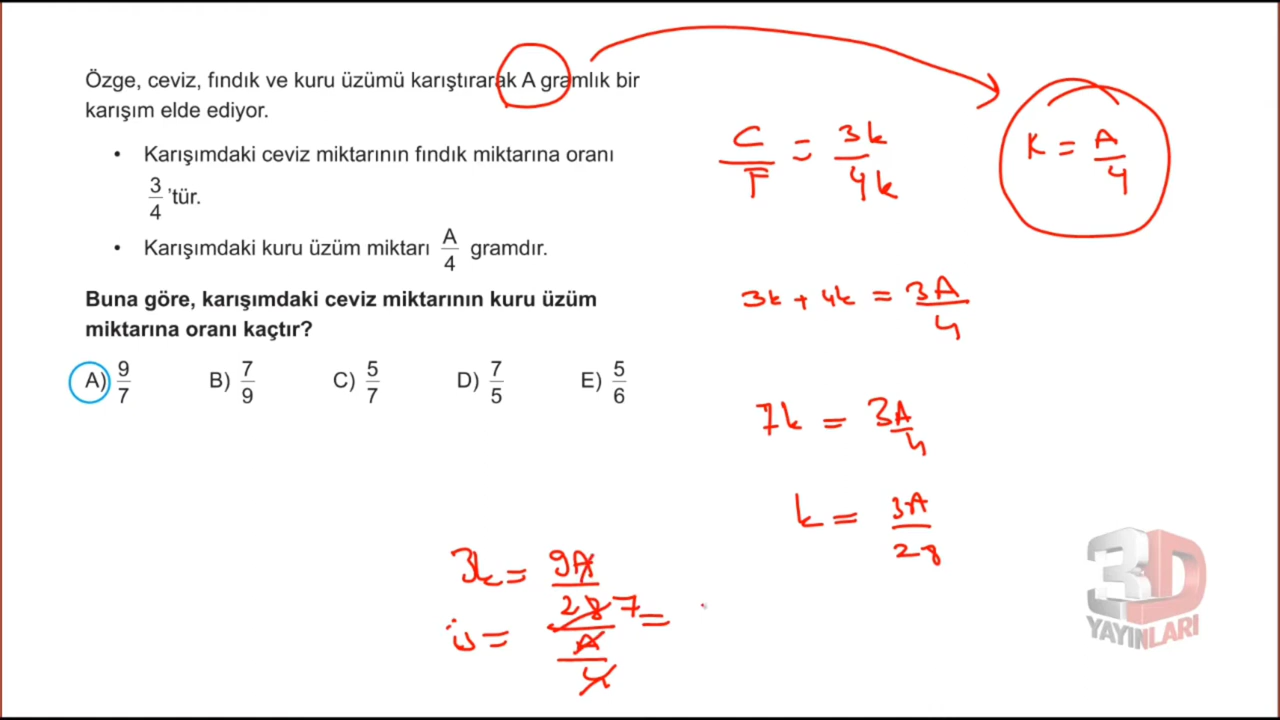 Özge, ceviz, fındık ve kuru üzümü karıştırarak A gramlık bir
karışım elde ediyor.
• Karışımdaki ceviz miktarının fındık miktarına oranı
3/4 'tür.
• Karışımdaki kuru üzüm miktarı A/4 gramdır.
Buna göre, karışımdaki ceviz miktarının kuru üzüm
miktarına oranı kaçtır?
A) 9/7 B) 7/9 C) 5/7 D) 7/5 E) 5/6
C/F = 3k/4k
K = A/4
3k + 4k = 3A/4
7k = 3A/4
k = 3A/28
3k = 9A/28 7 =
ü = A/4
3D
YAYINLARI